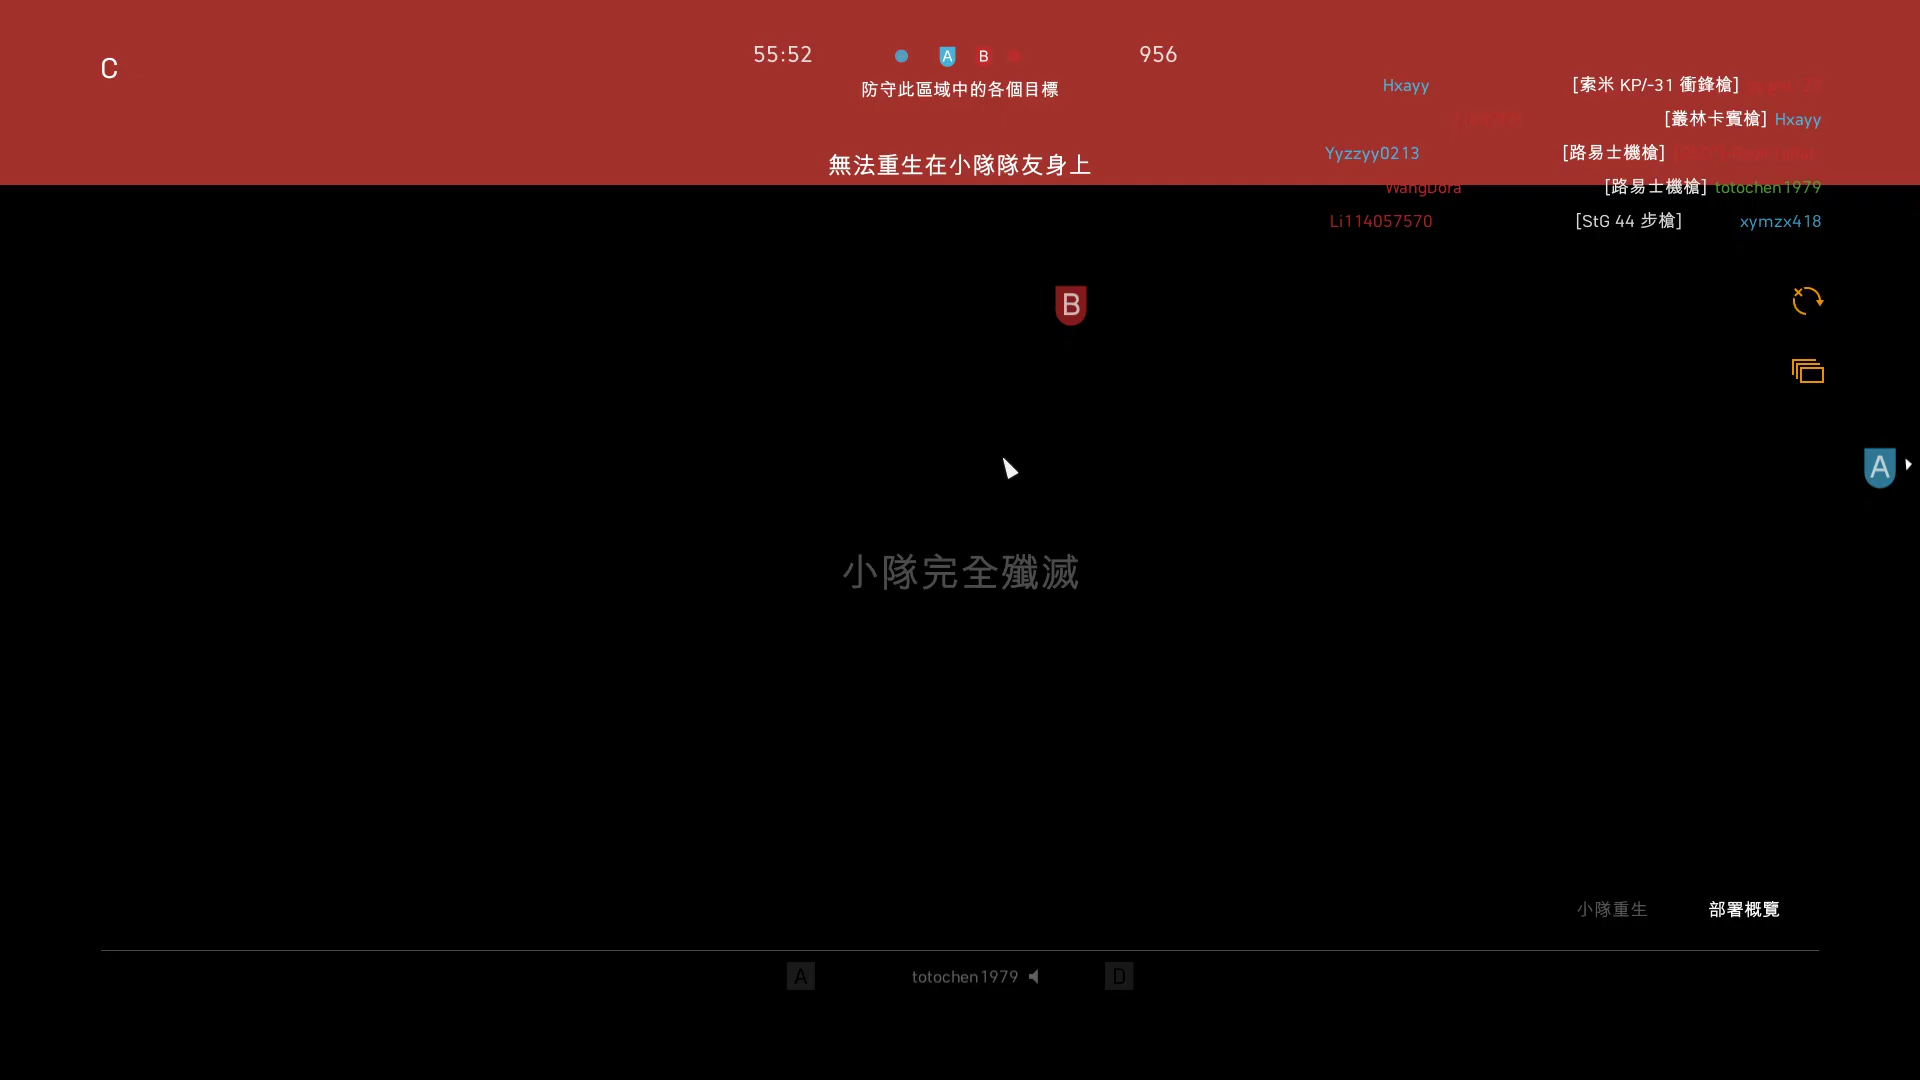 C
55:52 A B 956
防守此區域中的各個目標
無法重生在小隊隊友身上
Hxayy [索米 KP/-31 衝鋒槍]
[叢林卡賓槍] Hxayy
Yyzzyy0213 [路易士機槍]
WangDora [路易士機槍] totochen1979
Li114057570 [StG 44 步槍] xymzx418
B
A
小隊完全殲滅
小隊重生 部署概覽
A totochen1979 D